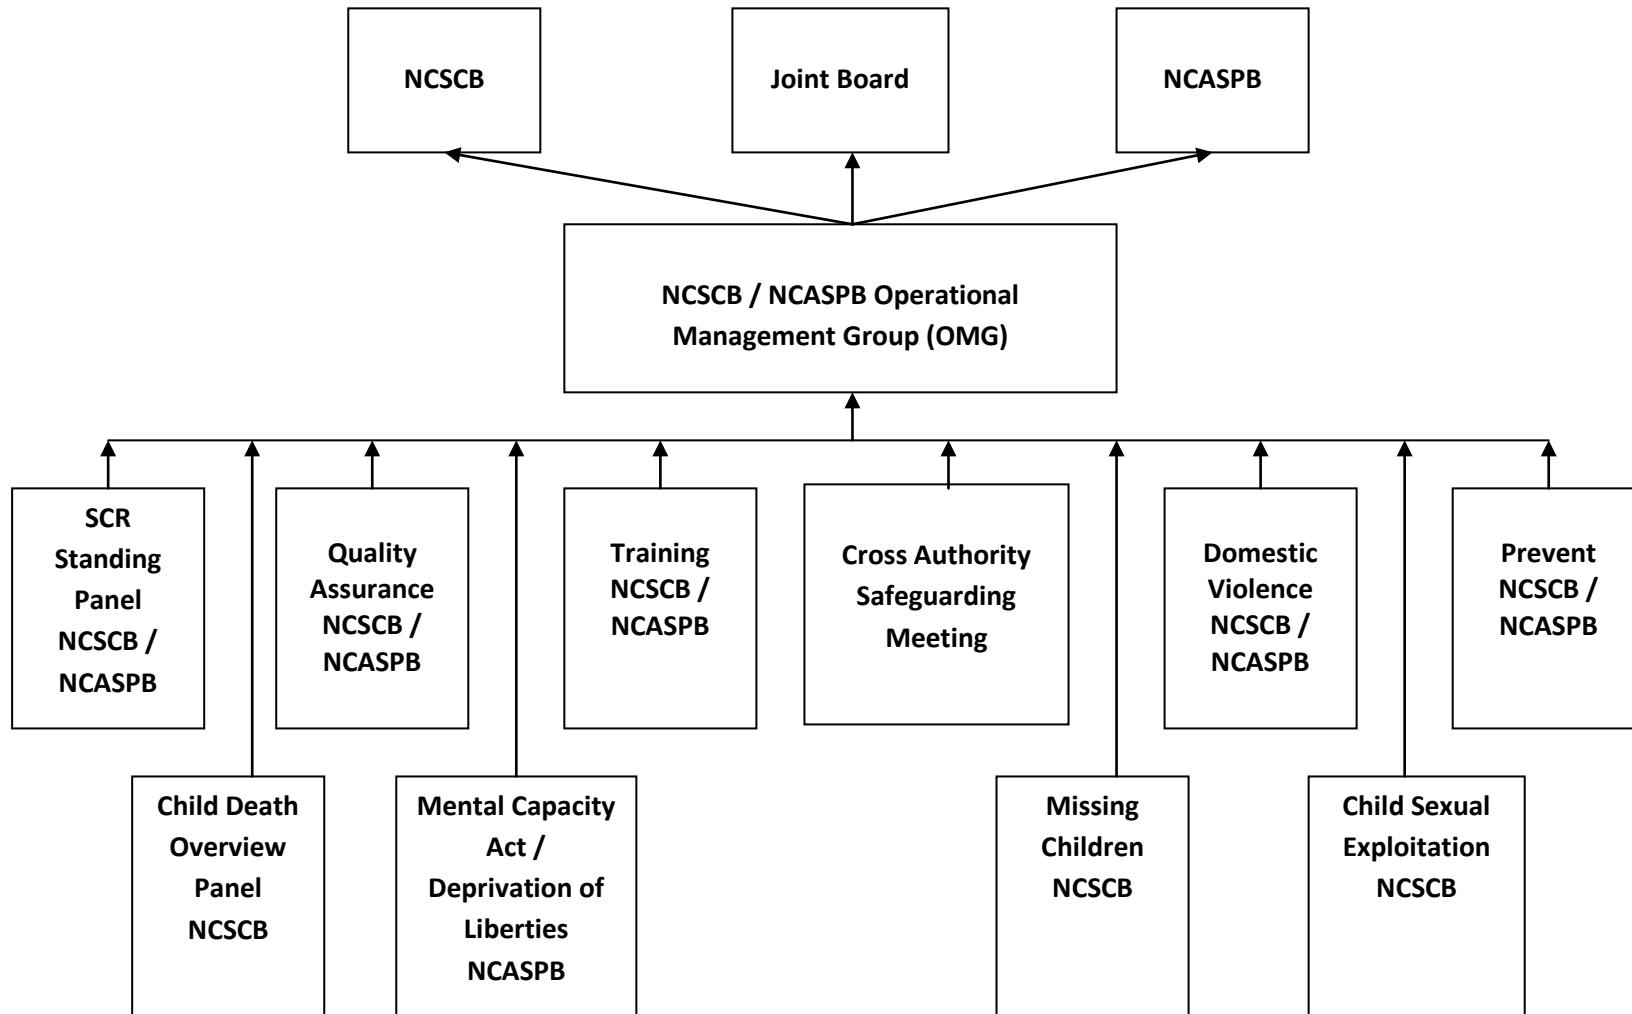 NCSCB
Joint Board
NCASPB
NCSCB / NCASPB Operational
Management Group (OMG)
SCR
Standing
Panel
NCSCB /
NCASPB
Quality
Assurance
NCSCB /
NCASPB
Training
NCSCB /
NCASPB
Cross Authority
Safeguarding
Meeting
Domestic
Violence
NCSCB /
NCASPB
Prevent
NCSCB /
NCASPB
Child Death
Overview
Panel
NCSCB
Mental Capacity
Act /
Deprivation of
Liberties
NCASPB
Missing
Children
NCSCB
Child Sexual
Exploitation
NCSCB